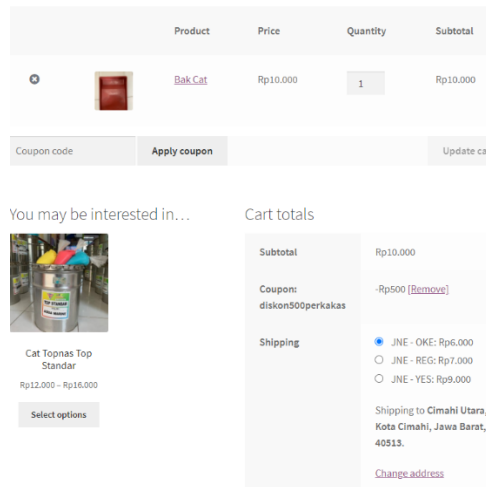 Product Price Quantity Subtotal
Bak Cat Rp10.000 1 Rp10.000
Coupon code Apply coupon Update ca
You may be interested in…
Cat Topnas Top
Standar
Rp12.000 – Rp16.000
Select options
Cart totals
Subtotal Rp10.000
Coupon: -Rp500 [Remove]
diskon500perkakas
Shipping JNE - OKE: Rp6.000
JNE - REG: Rp7.000
JNE - YES: Rp9.000
Shipping to Cimahi Utara,
Kota Cimahi, Jawa Barat,
40513.
Change address